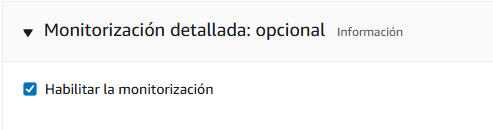 Monitorización detallada: opcional Información
Habilitar la monitorización